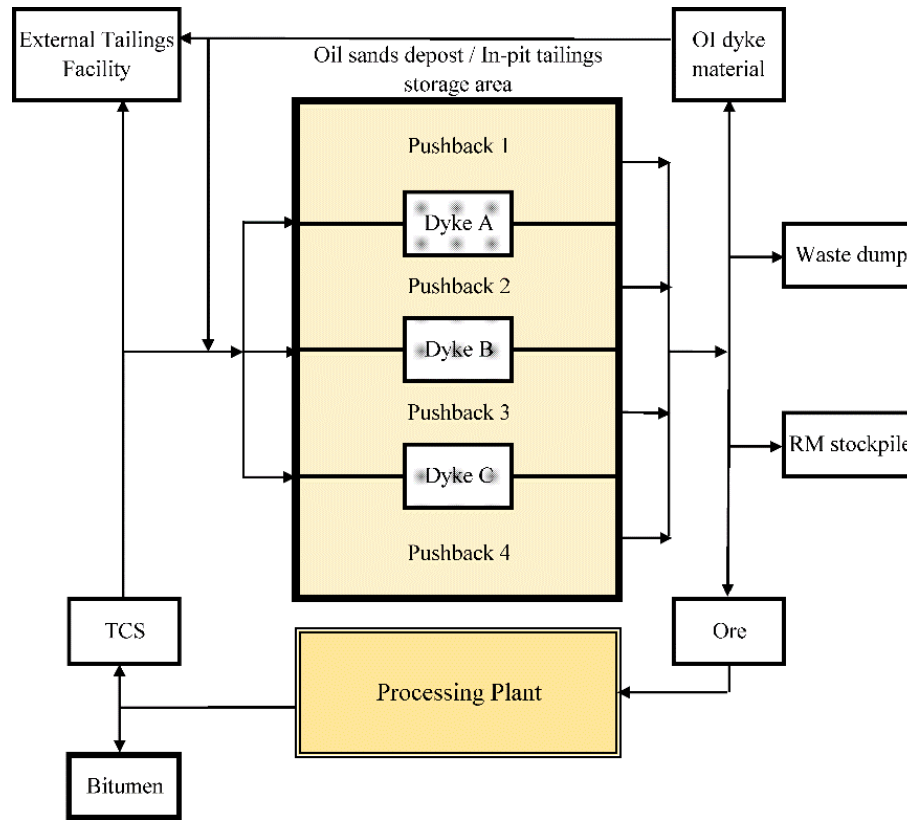 External Tailings
Facility
OI dyke
material
Oil sands depost / In-pit tailings
storage area
Pushback 1
Dyke A
Waste dump
Pushback 2
Dyke B
Pushback 3
RM stockpile
Dyke C
Pushback 4
TCS
Ore
Processing Plant
Bitumen